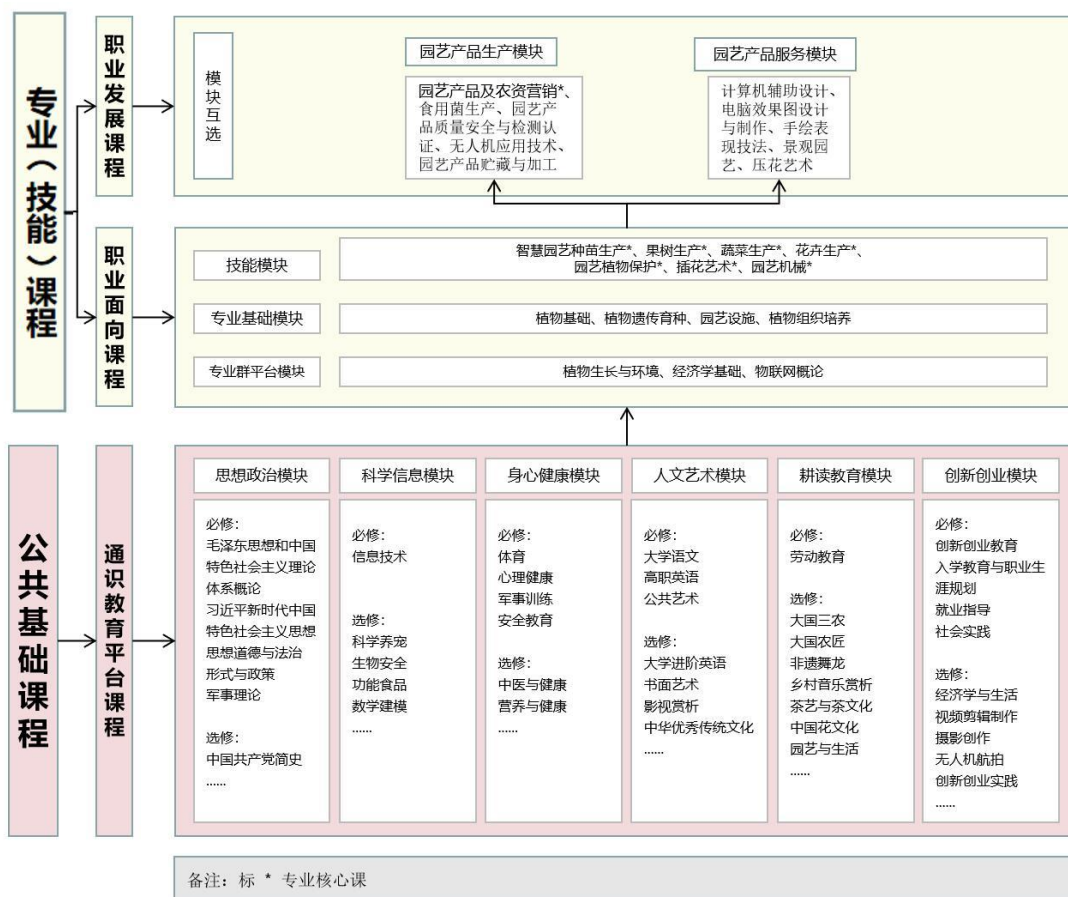 专业（技能）课程
职业发展课程
模块互选
园艺产品生产模块
园艺产品及农资营销*、
食用菌生产、园艺产
品质量安全与检测认
证、无人机应用技术、
园艺产品贮藏与加工
园艺产品服务模块
计算机辅助设计、
电脑效果图设计
与制作、手绘表
现技法、景观园
艺、压花艺术
职业面向课程
技能模块
智慧园艺种苗生产*、果树生产*、蔬菜生产*、花卉生产*、
园艺植物保护*、插花艺术*、园艺机械*
专业基础模块
植物基础、植物遗传育种、园艺设施、植物组织培养
专业群平台模块
植物生长与环境、经济学基础、物联网概论
公共基础课程
通识教育平台课程
思想政治模块
必修：
毛泽东思想和中国
特色社会主义理论
体系概论
习近平新时代中国
特色社会主义思想
思想道德与法治
形式与政策
军事理论
选修：
中国共产党简史
......
科学信息模块
必修：
信息技术
选修：
科学养宠
生物安全
功能食品
数学建模
......
身心健康模块
必修：
体育
心理健康
军事训练
安全教育
选修：
中医与健康
营养与健康
......
人文艺术模块
必修：
大学语文
高职英语
公共艺术
选修：
大学进阶英语
书面艺术
影视赏析
中华优秀传统文化
......
耕读教育模块
必修：
劳动教育
选修：
大国三农
大国农匠
非遗舞龙
乡村音乐赏析
茶艺与茶文化
中国花文化
园艺与生活
......
创新创业模块
必修：
创新创业教育
入学教育与职业生
涯规划
就业指导
社会实践
选修：
经济学与生活
视频剪辑制作
摄影创作
无人机航拍
创新创业实践
......
备注：标 * 专业核心课